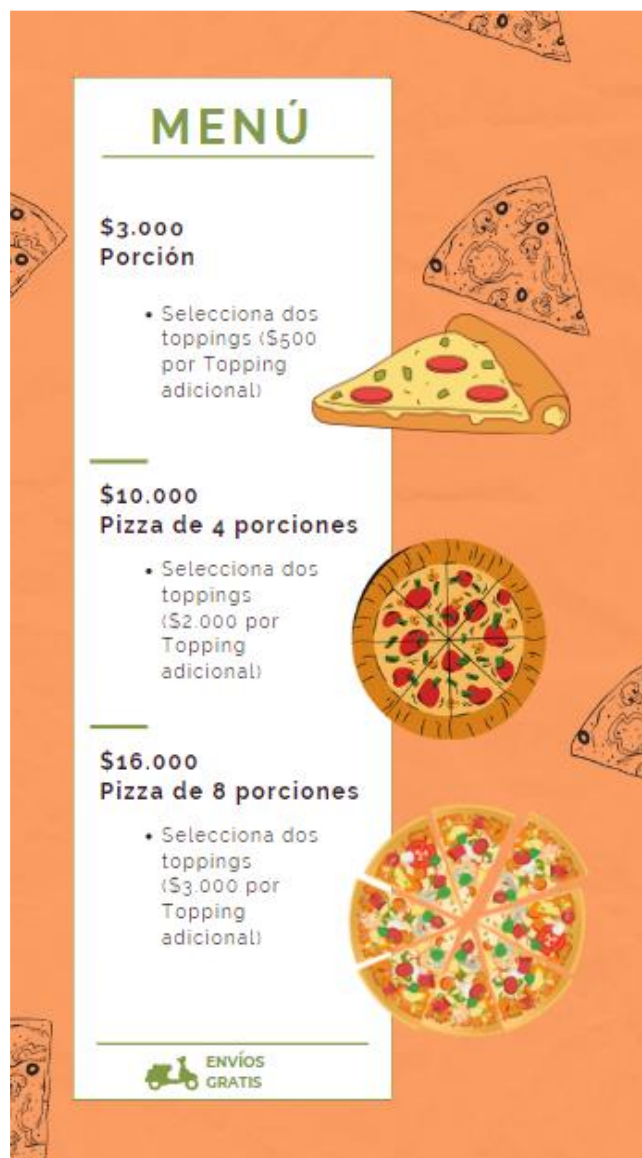 MENÚ
$3.000
Porción
• Selecciona dos
toppings ($500
por Topping
adicional)
$10.000
Pizza de 4 porciones
• Selecciona dos
toppings
($2.000 por
Topping
adicional)
$16.000
Pizza de 8 porciones
• Selecciona dos
toppings
($3.000 por
Topping
adicional)
ENVÍOS
GRATIS